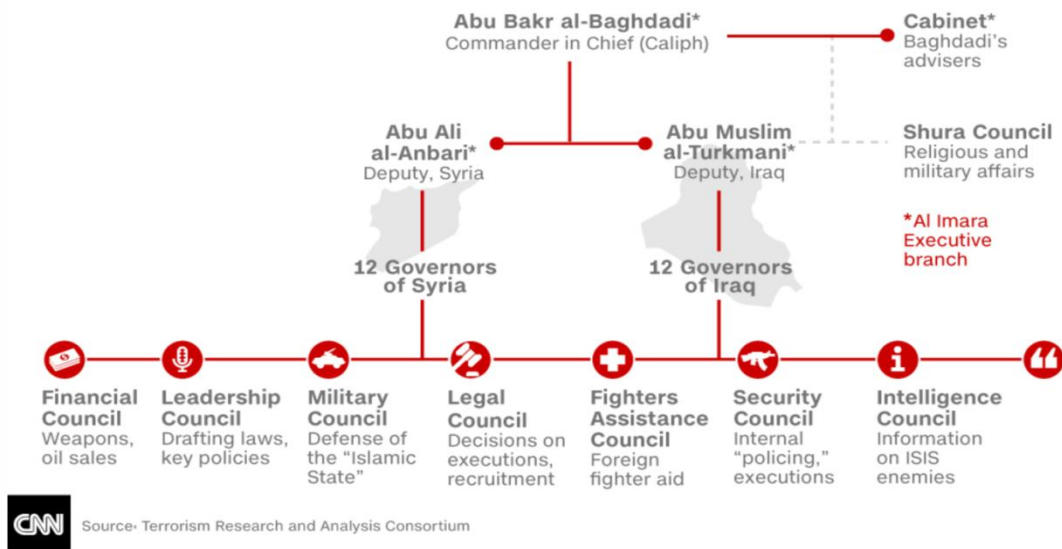 Abu Bakr al-Baghdadi*
Commander in Chief (Caliph)
Cabinet*
Baghdadi's
advisers
Abu Ali
al-Anbari*
Deputy, Syria
Abu Muslim
al-Turkmani*
Deputy, Iraq
Shura Council
Religious and
military affairs
*Al Imara
Executive
branch
12 Governors
of Syria
12 Governors
of Iraq
Financial
Council
Weapons,
oil sales
Leadership
Council
Drafting laws,
key policies
Military
Council
Defense of
the “Islamic
State”
Legal
Council
Decisions on
executions,
recruitment
Fighters
Assistance
Council
Foreign
fighter aid
Security
Council
Internal
“policing,”
executions
Intelligence
Council
Information
on ISIS
enemies
CNN
Source: Terrorism Research and Analysis Consortium